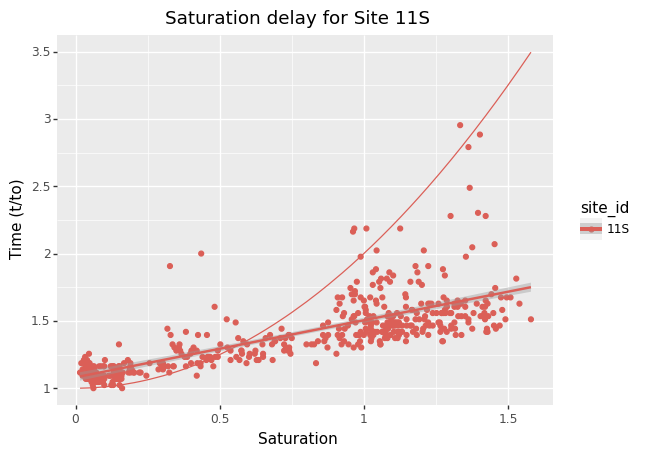 Saturation delay for Site 11S
3.5
3
2.5
2
1.5
1
Time (t/to)
0
0.5
1
1.5
Saturation
site_id
11S